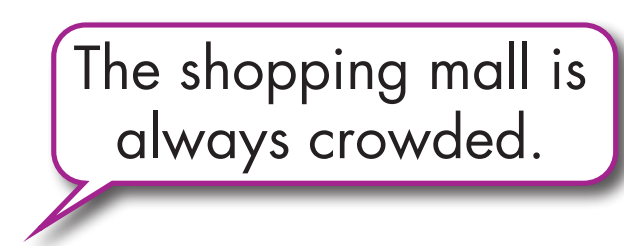 The shopping mall is
always crowded.